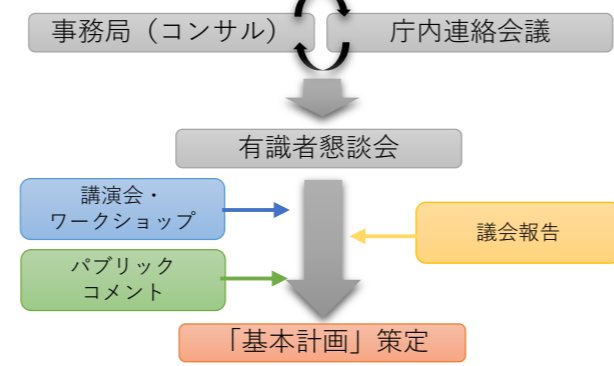 事務局（コンサル）
庁内連絡会議
有識者懇談会
講演会・
ワークショップ
議会報告
パブリック
コメント
「基本計画」策定